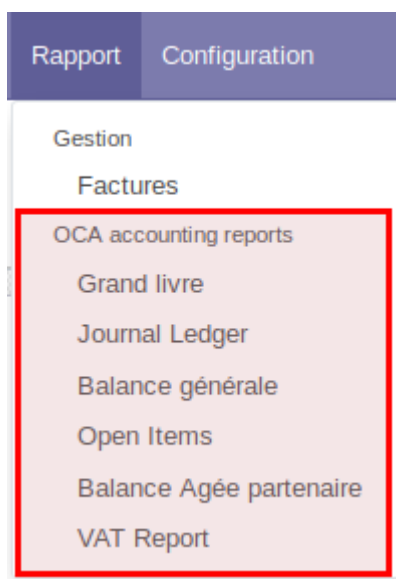 Rapport Configuration
Gestion
Factures
OCA accounting reports
Grand livre
Journal Ledger
Balance générale
Open Items
Balance Agée partenaire
VAT Report